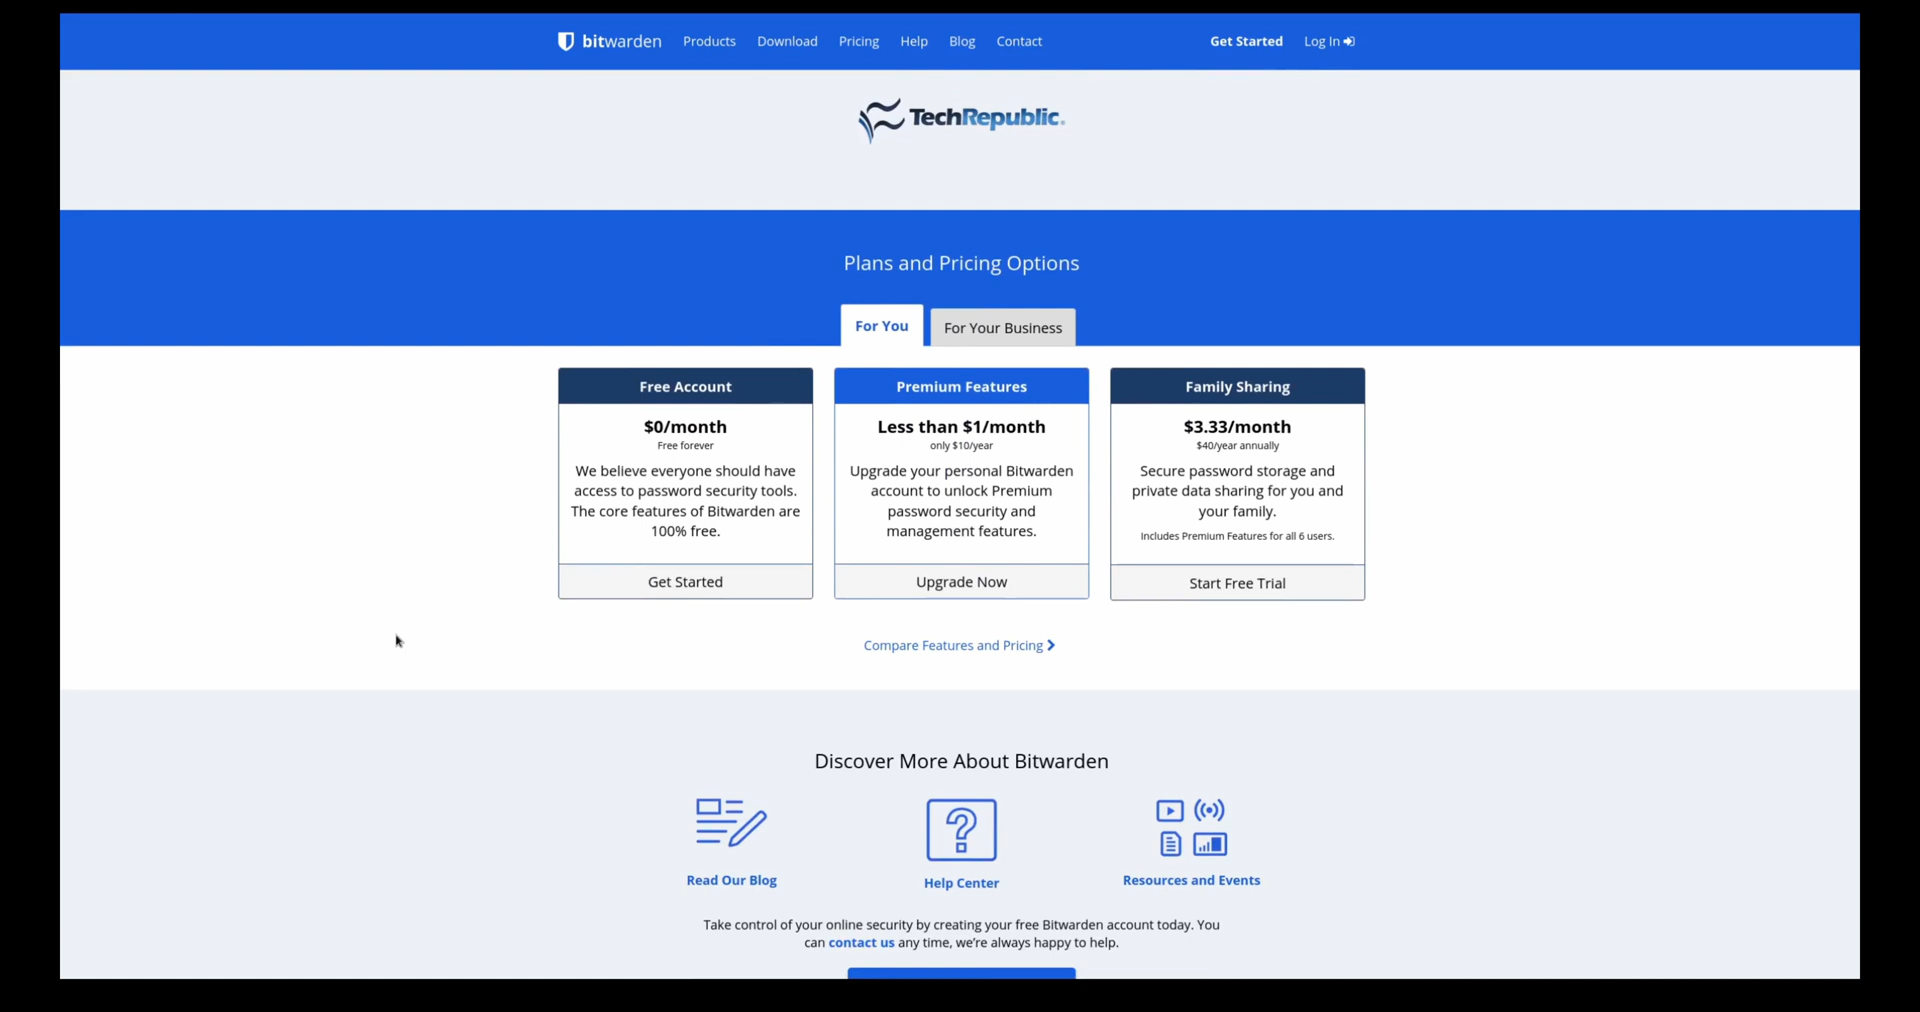 bitwarden Products Download Pricing Help Blog Contact Get Started Log In
TechRepublic.
Plans and Pricing Options
For You For Your Business
Free Account
$0/month
Free forever
We believe everyone should have
access to password security tools.
The core features of Bitwarden are
100% free.
Get Started
Premium Features
Less than $1/month
only $10/year
Upgrade your personal Bitwarden
account to unlock Premium
password security and
management features.
Upgrade Now
Family Sharing
$3.33/month
$40/year annually
Secure password storage and
private data sharing for you and
your family.
Includes Premium Features for all 6 users.
Start Free Trial
Compare Features and Pricing
Discover More About Bitwarden
Read Our Blog
Help Center
Resources and Events
Take control of your online security by creating your free Bitwarden account today. You
can contact us any time, we're always happy to help.